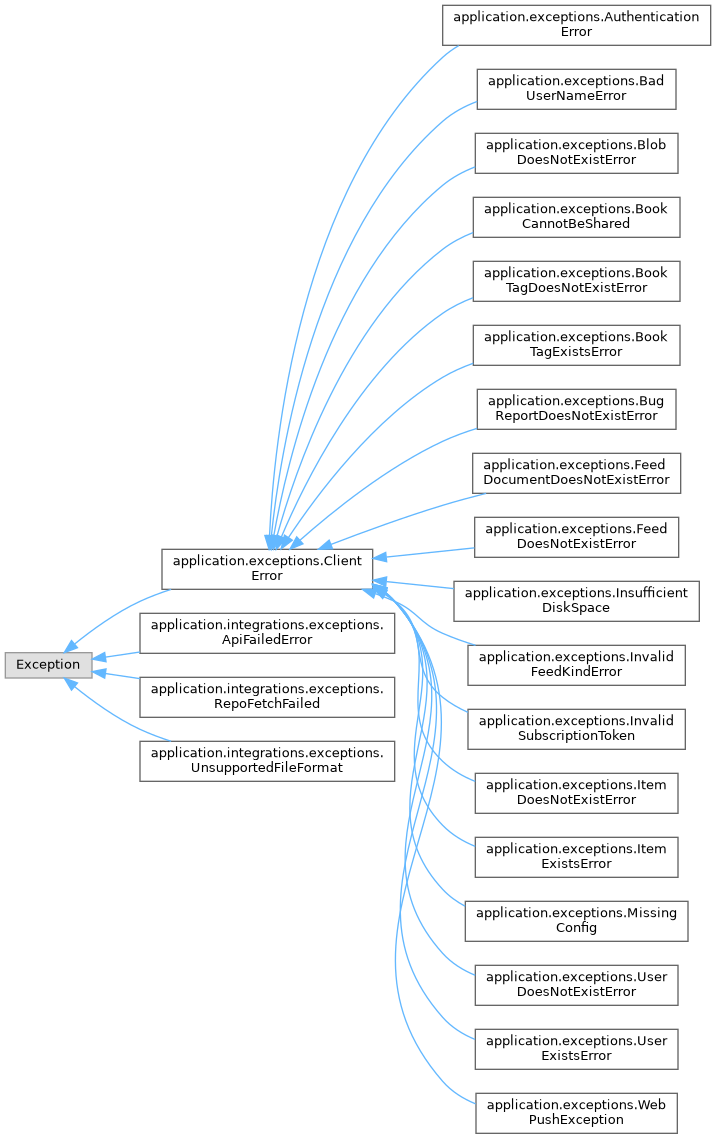 Exception
application.exceptions.Client
Error
application.integrations.exceptions.
ApiFailedError
application.integrations.exceptions.
RepoFetchFailed
application.integrations.exceptions.
UnsupportedFileFormat
application.exceptions.Authentication
Error
application.exceptions.Bad
UserNameError
application.exceptions.Blob
DoesNotExistError
application.exceptions.Book
CannotBeShared
application.exceptions.Book
TagDoesNotExistError
application.exceptions.Book
TagExistsError
application.exceptions.Bug
ReportDoesNotExistError
application.exceptions.Feed
DocumentDoesNotExistError
application.exceptions.Feed
DoesNotExistError
application.exceptions.Insufficient
DiskSpace
application.exceptions.Invalid
FeedKindError
application.exceptions.Invalid
SubscriptionToken
application.exceptions.Item
DoesNotExistError
application.exceptions.Item
ExistsError
application.exceptions.Missing
Config
application.exceptions.User
DoesNotExistError
application.exceptions.User
ExistsError
application.exceptions.Web
PushException